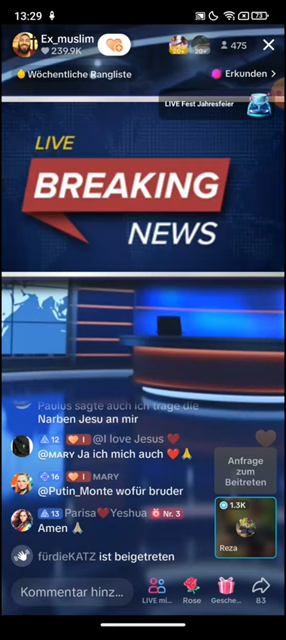 13:29
73
Ex_muslim
239.9K
20+
20+
475
Wöchentliche Rangliste
Erkunden >
LIVE Fest Jahresfeier
LIVE
BREAKING
NEWS
Paulus sagte auch ich trage die
Narben Jesu an mir
12 I @I love Jesus ❤️
@MARY Ja ich mich auch ❤️🙏
16 I MARY
@Putin_Monte wofür bruder
13 Parisa❤️Yeshua Nr. 3
Amen 🙏
fürdieKATZ ist beigetreten
Anfrage
zum
Beitreten
1.3K
Reza
Kommentar hinz...
LIVE mi...
Rose
Gesche...
83